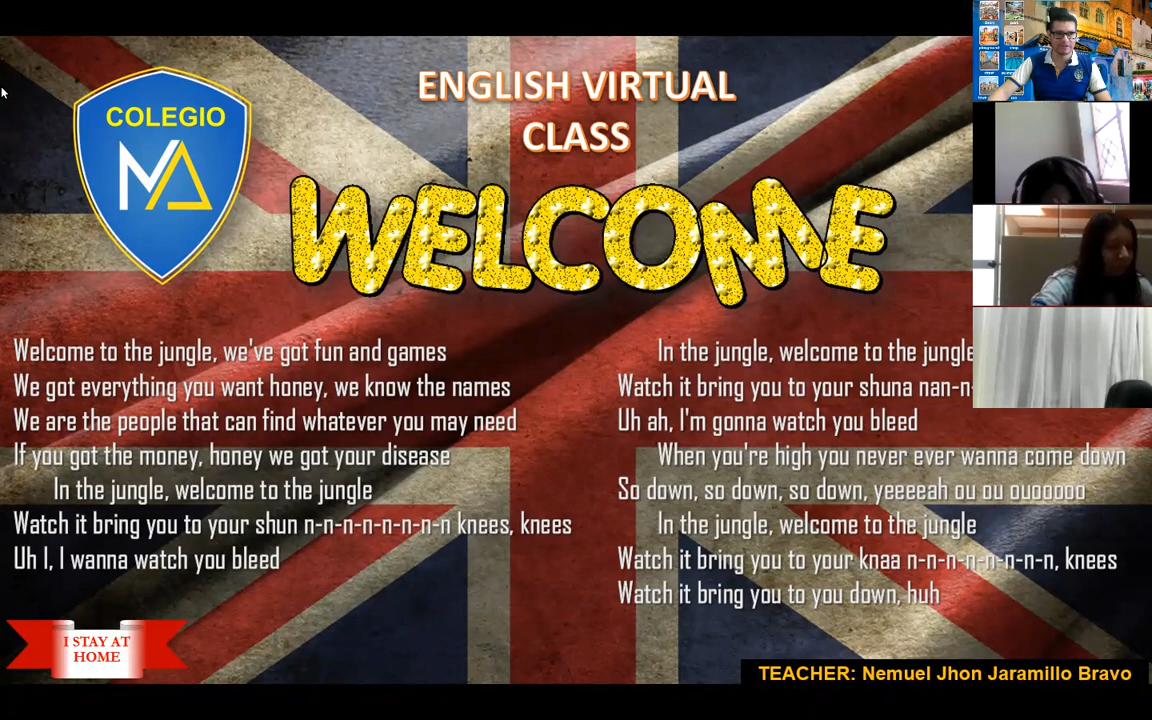 COLEGIO
MA
ENGLISH VIRTUAL
CLASS
WELCOME
Welcome to the jungle, we've got fun and games
We got everything you want honey, we know the names
We are the people that can find whatever you may need
If you got the money, honey we got your disease
In the jungle, welcome to the jungle
Watch it bring you to your shun n-n-n-n-n-n-n-n knees, knees
Uh I, I wanna watch you bleed
In the jungle, welcome to the jungle
Watch it bring you to your shuna nan-n-
Uh ah, I'm gonna watch you bleed
When you're high you never ever wanna come down
So down, so down, so down, yeeeeah ou ou ouooooo
In the jungle, welcome to the jungle
Watch it bring you to your knaa n-n-n-n-n-n-n-n, knees
Watch it bring you to you down, huh
I STAY AT
HOME
TEACHER: Nemuel Jhon Jaramillo Bravo